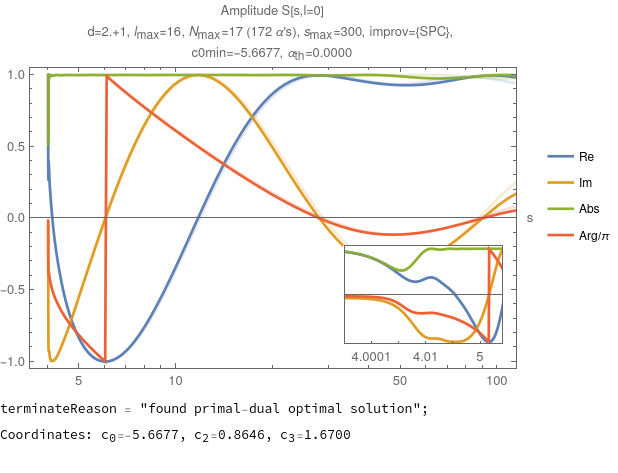 Amplitude S[s,l=0]
d=2.+1, lmax=16, Nmax=17 (172 α's), smax=300, improv={SPC},
c0min=-5.6677, αth=0.0000
1.0
0.5
0.0
-0.5
-1.0
s
Re
Im
Abs
Arg/π
4.0001 4.01 5
5 10 50 100
terminateReason = "found primal-dual optimal solution";
Coordinates: c0=-5.6677, c2=0.8646, c3=1.6700